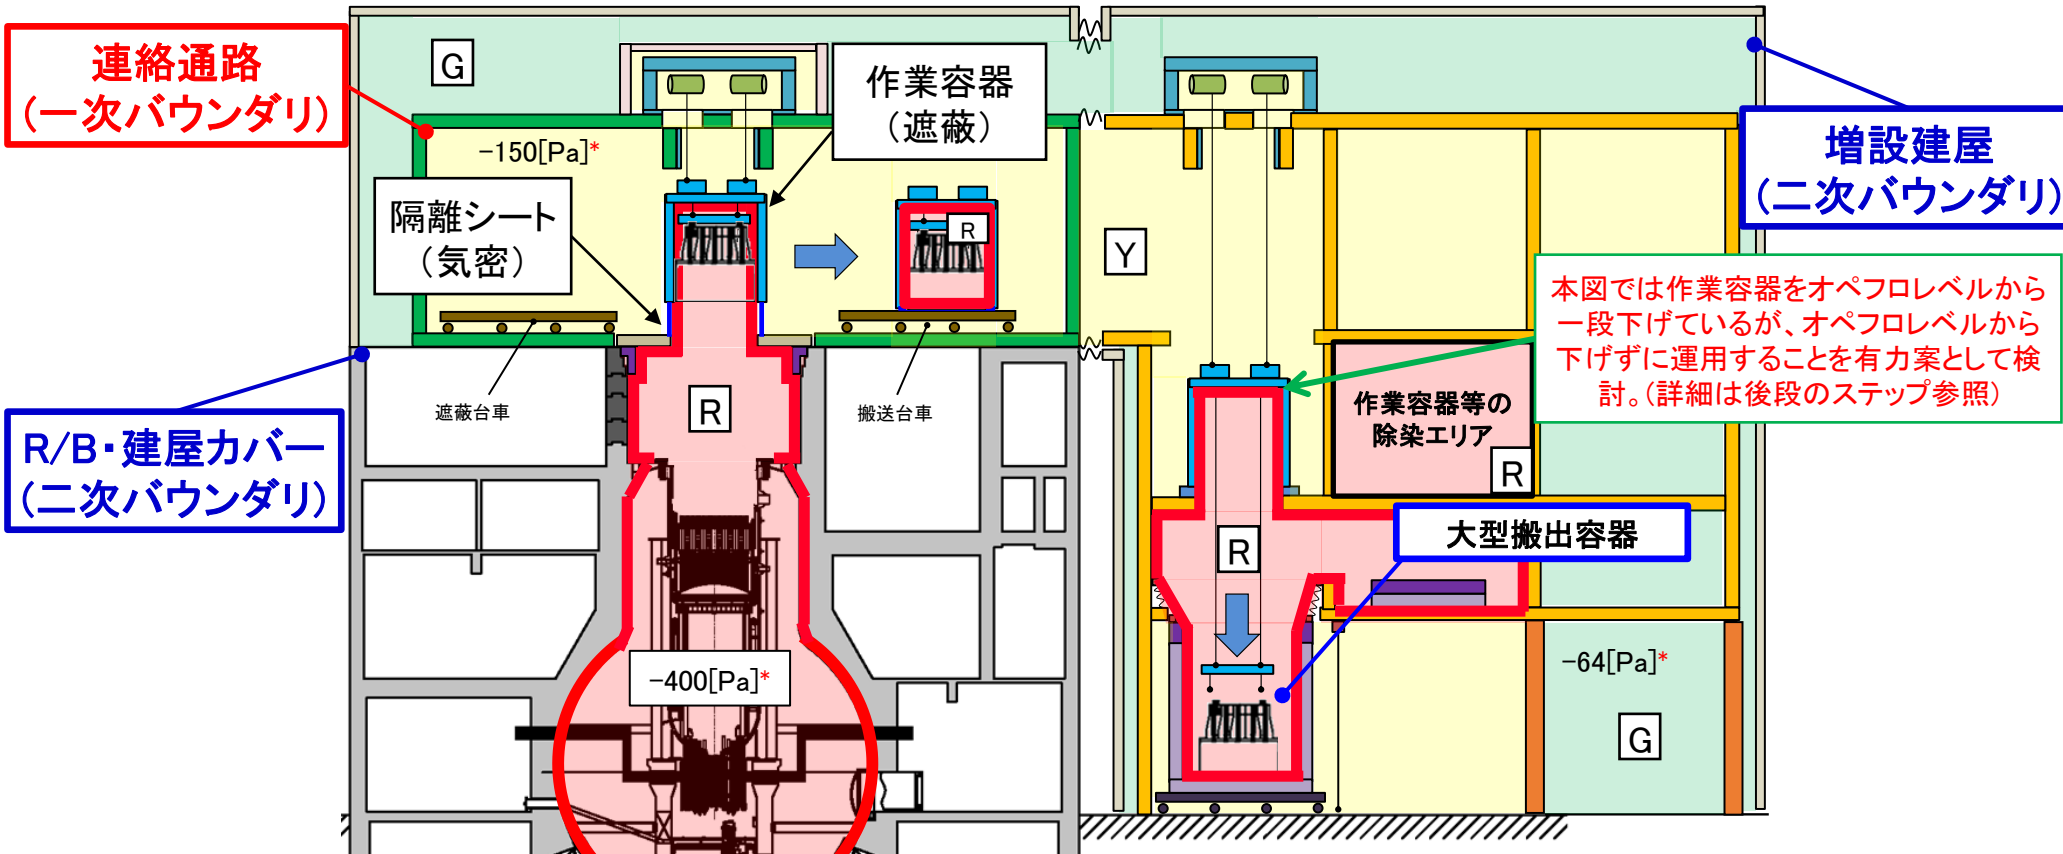 連絡通路
(一次バウンダリ)
G
作業容器
（遮蔽）
増設建屋
(二次バウンダリ)
-150[Pa]*
隔離シート
（気密）
R
Y
本図では作業容器をオペフロレベルから
一段下げているが、オペフロレベルから
下げずに運用することを有力案として検
討。(詳細は後段のステップ参照)
遮蔽台車
R
搬送台車
作業容器等の
除染エリア
R
R/B・建屋カバー
(二次バウンダリ)
R
大型搬出容器
-400[Pa]*
-64[Pa]*
G